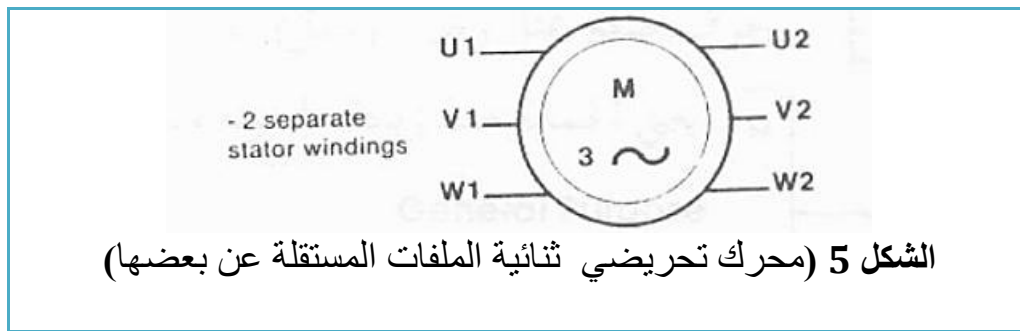 U1 U2
M
- 2 separate V1 V2
stator windings
3
W1 W2
الشكل 5 (محرك تحريضي ثنائية الملفات المستقلة عن بعضها)